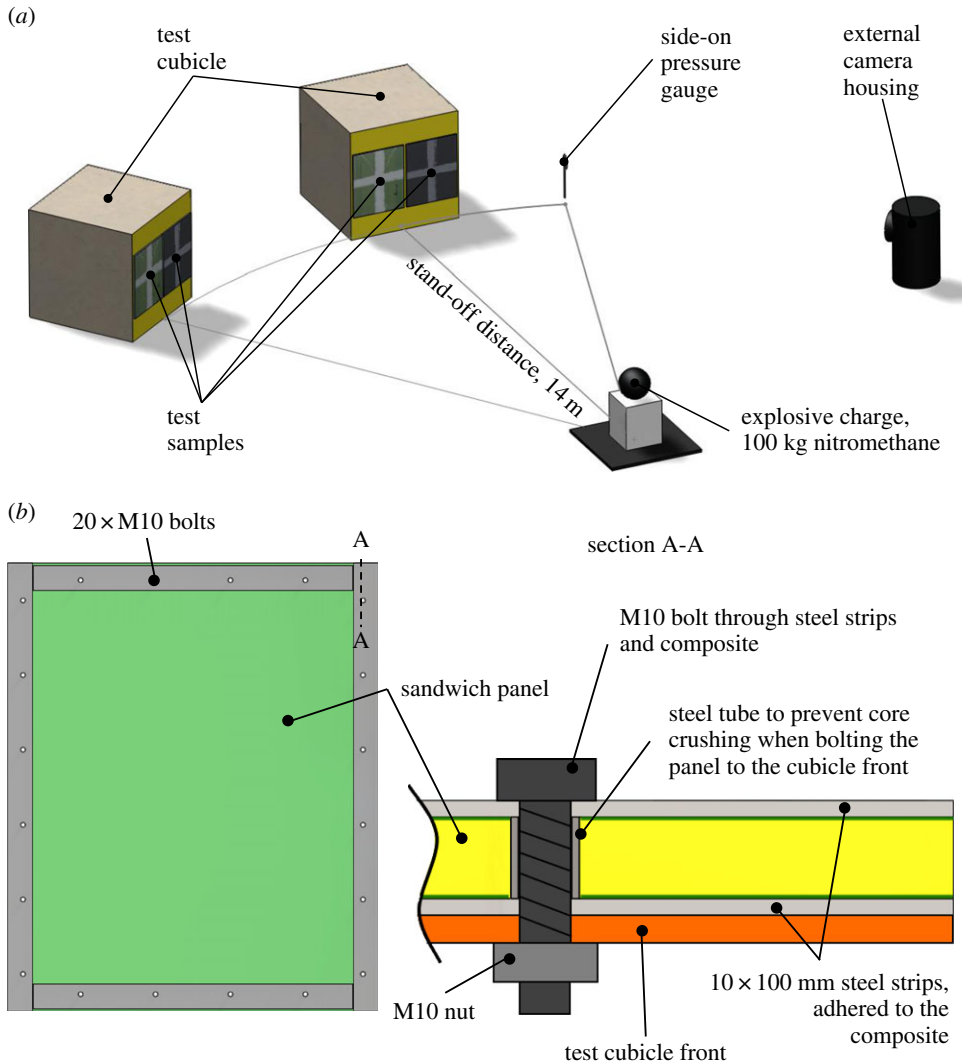 (a)
test
cubicle
side-on
pressure
gauge
external
camera
housing
stand-off distance, 14 m
test
samples
explosive charge,
100 kg nitromethane
(b)
20 × M10 bolts
A
A
section A-A
M10 bolt through steel strips
and composite
sandwich panel
steel tube to prevent core
crushing when bolting the
panel to the cubicle front
M10 nut
10 × 100 mm steel strips,
adhered to the
composite
test cubicle front